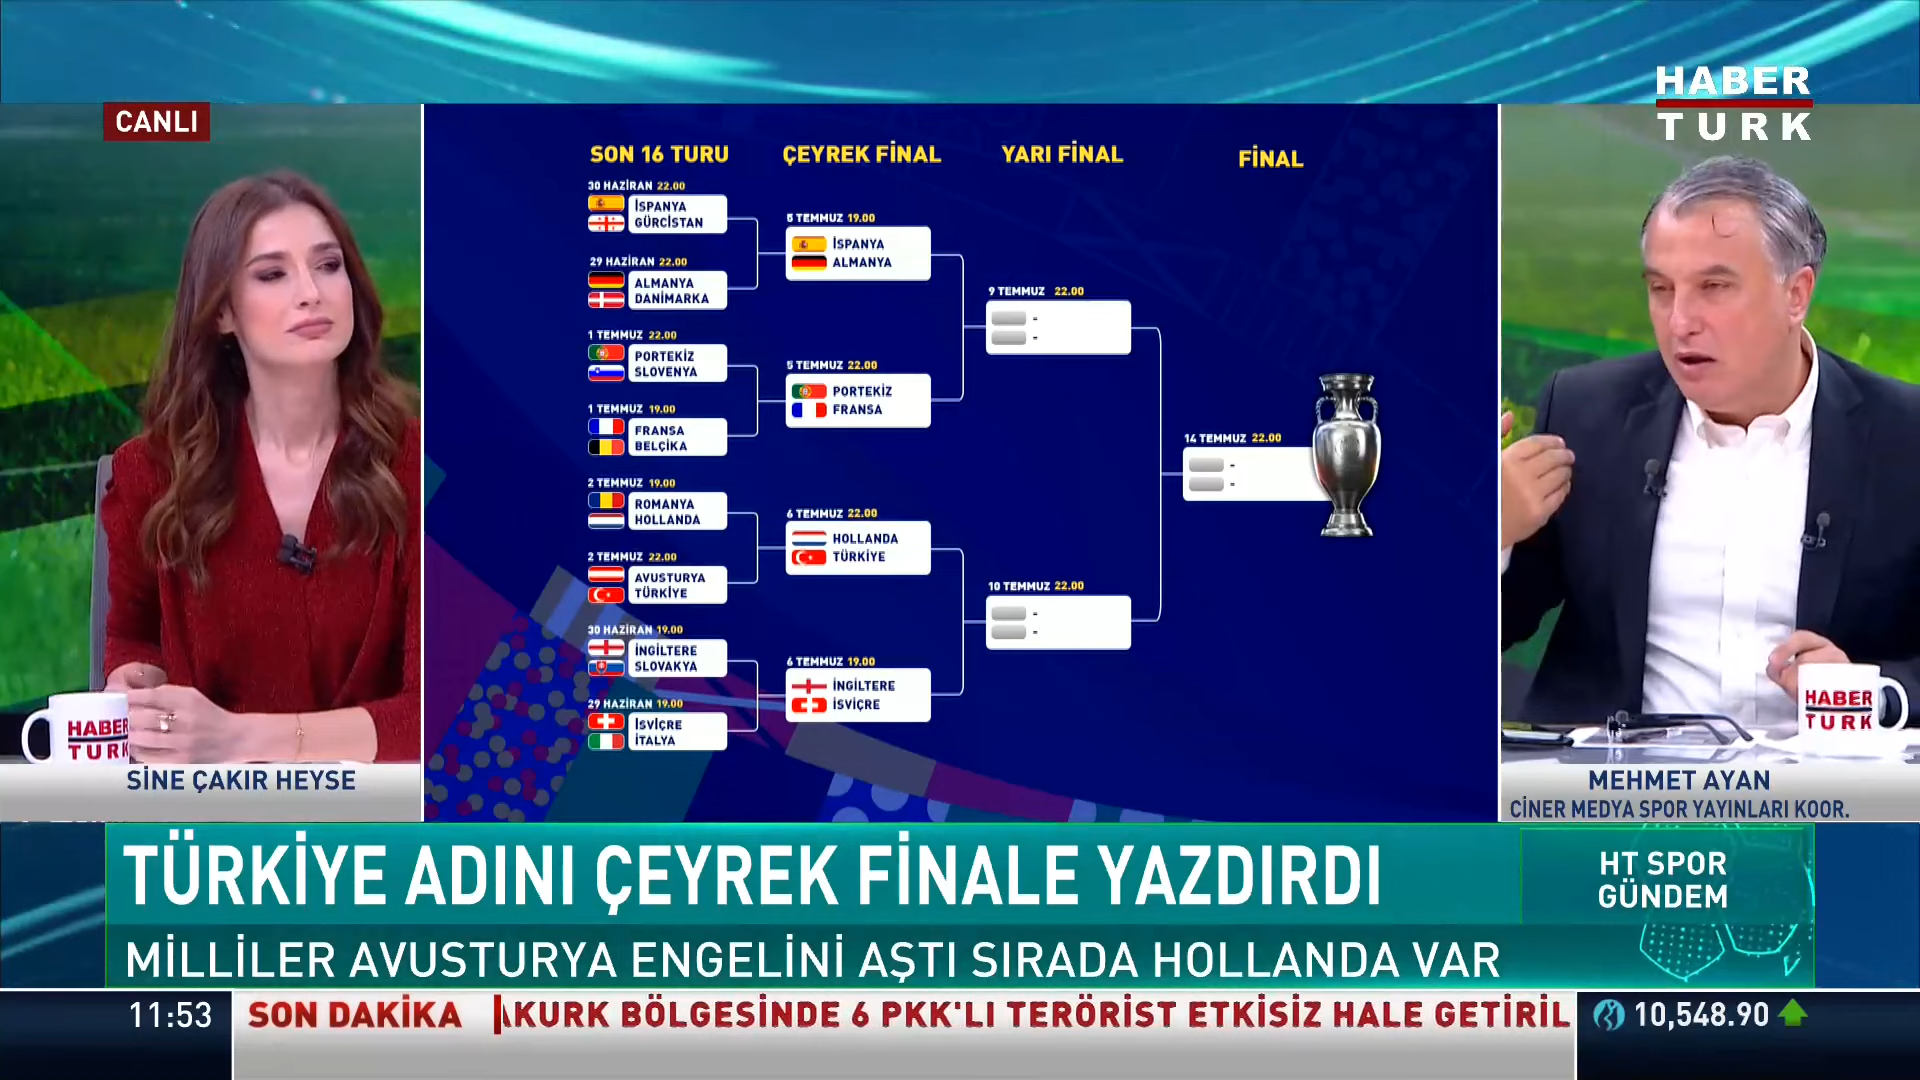 HABER
TURK
CANLI
SON 16 TURU
ÇEYREK FİNAL
YARI FİNAL
FİNAL
30 HAZİRAN 22.00
İSPANYA
GÜRCİSTAN
29 HAZİRAN 22.00
ALMANYA
DANİMARKA
1 TEMMUZ 22.00
PORTEKİZ
SLOVENYA
1 TEMMUZ 19.00
FRANSA
BELÇİKA
2 TEMMUZ 19.00
ROMANYA
HOLLANDA
2 TEMMUZ 22.00
AVUSTURYA
TÜRKİYE
30 HAZİRAN 19.00
İNGİLTERE
SLOVAKYA
29 HAZİRAN 19.00
İSVİÇRE
İTALYA
5 TEMMUZ 19.00
İSPANYA
ALMANYA
5 TEMMUZ 22.00
PORTEKİZ
FRANSA
6 TEMMUZ 22.00
HOLLANDA
TÜRKİYE
6 TEMMUZ 19.00
İNGİLTERE
İSVİÇRE
9 TEMMUZ 22.00
-
-
10 TEMMUZ 22.00
-
-
14 TEMMUZ 22.00
-
-
HABER
TURK
HABER
TURK
SİNE ÇAKIR HEYSE
MEHMET AYAN
CİNER MEDYA SPOR YAYINLARI KOOR.
TÜRKİYE ADINI ÇEYREK FİNALE YAZDIRDI
MİLLİLER AVUSTURYA ENGELİNİ AŞTI SIRADA HOLLANDA VAR
HT SPOR
GÜNDEM
11:53
SON DAKİKA
AKURK BÖLGESİNDE 6 PKK'LI TERÖRİST ETKİSİZ HALE GETİRİL
10,548.90